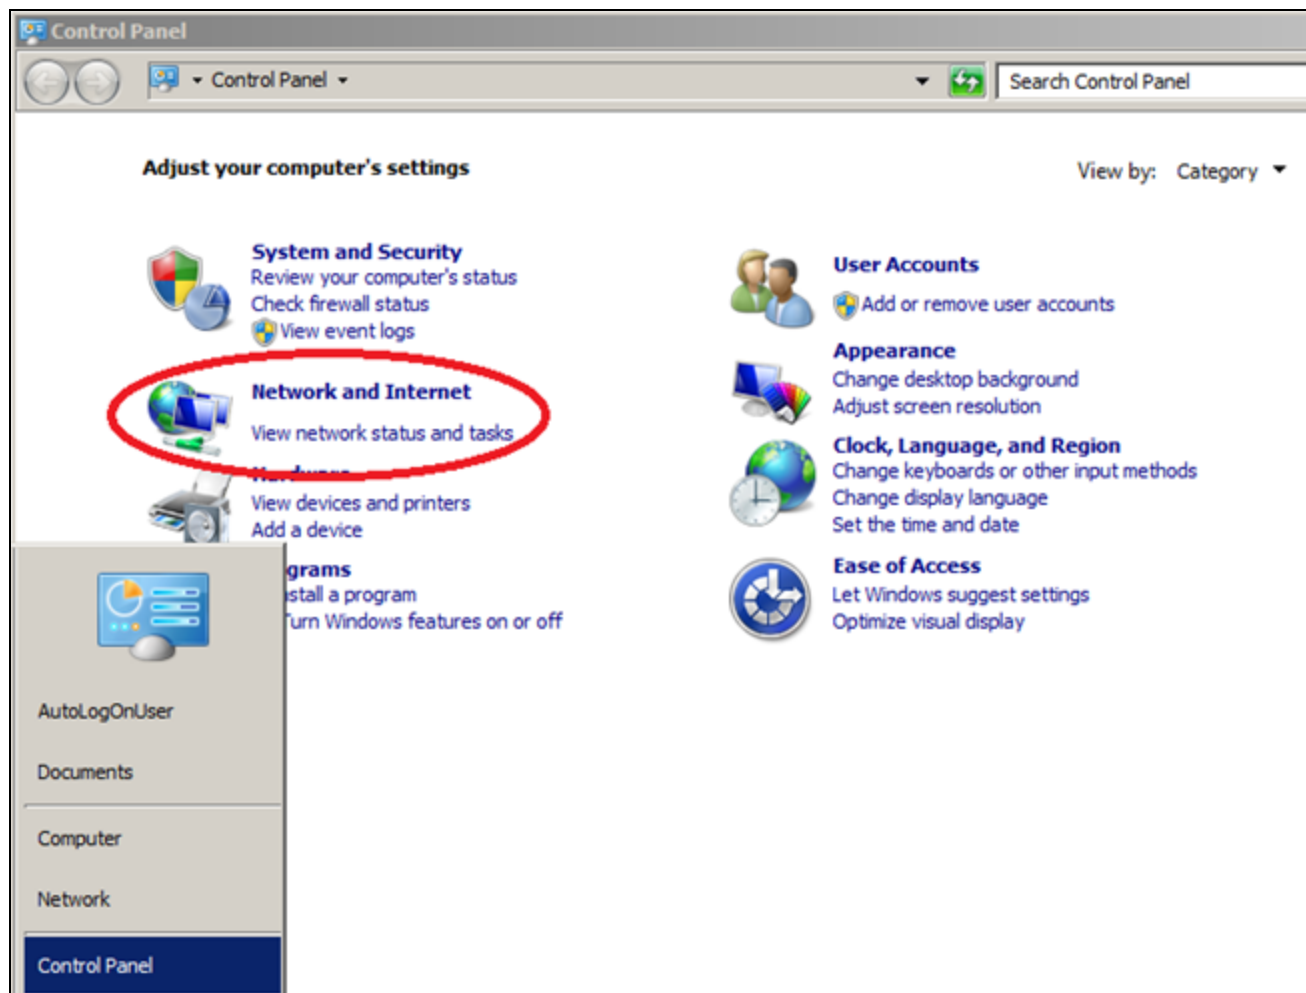 Control Panel
Control Panel
Search Control Panel
Adjust your computer's settings
View by: Category
System and Security
Review your computer's status
Check firewall status
View event logs
Network and Internet
View network status and tasks
Hardware
View devices and printers
Add a device
grams
stall a program
Turn Windows features on or off
User Accounts
Add or remove user accounts
Appearance
Change desktop background
Adjust screen resolution
Clock, Language, and Region
Change keyboards or other input methods
Change display language
Set the time and date
Ease of Access
Let Windows suggest settings
Optimize visual display
AutoLogOnUser
Documents
Computer
Network
Control Panel